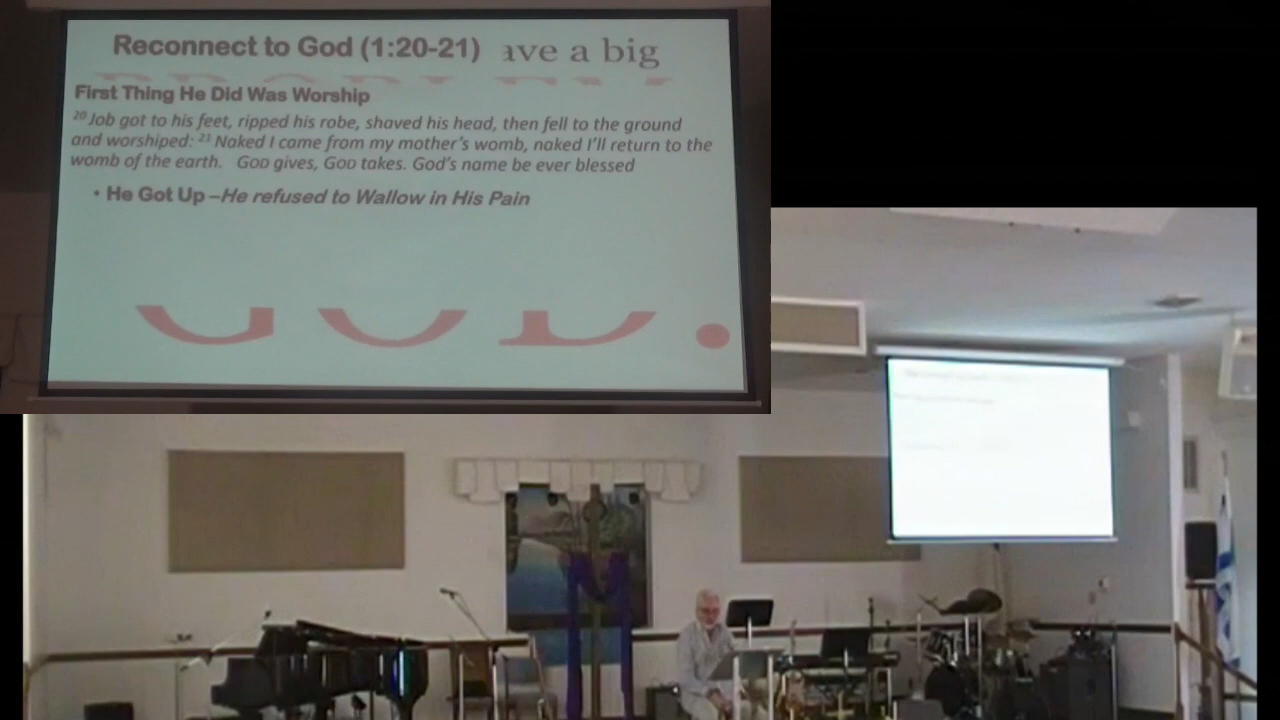 Reconnect to God (1:20-21) ave a big
First Thing He Did Was Worship
20 Job got to his feet, ripped his robe, shaved his head, then fell to the ground
and worshiped: 21 Naked I came from my mother's womb, naked I'll return to the
womb of the earth. GOD gives, GOD takes. God's name be ever blessed
• He Got Up –He refused to Wallow in His Pain
GOD.